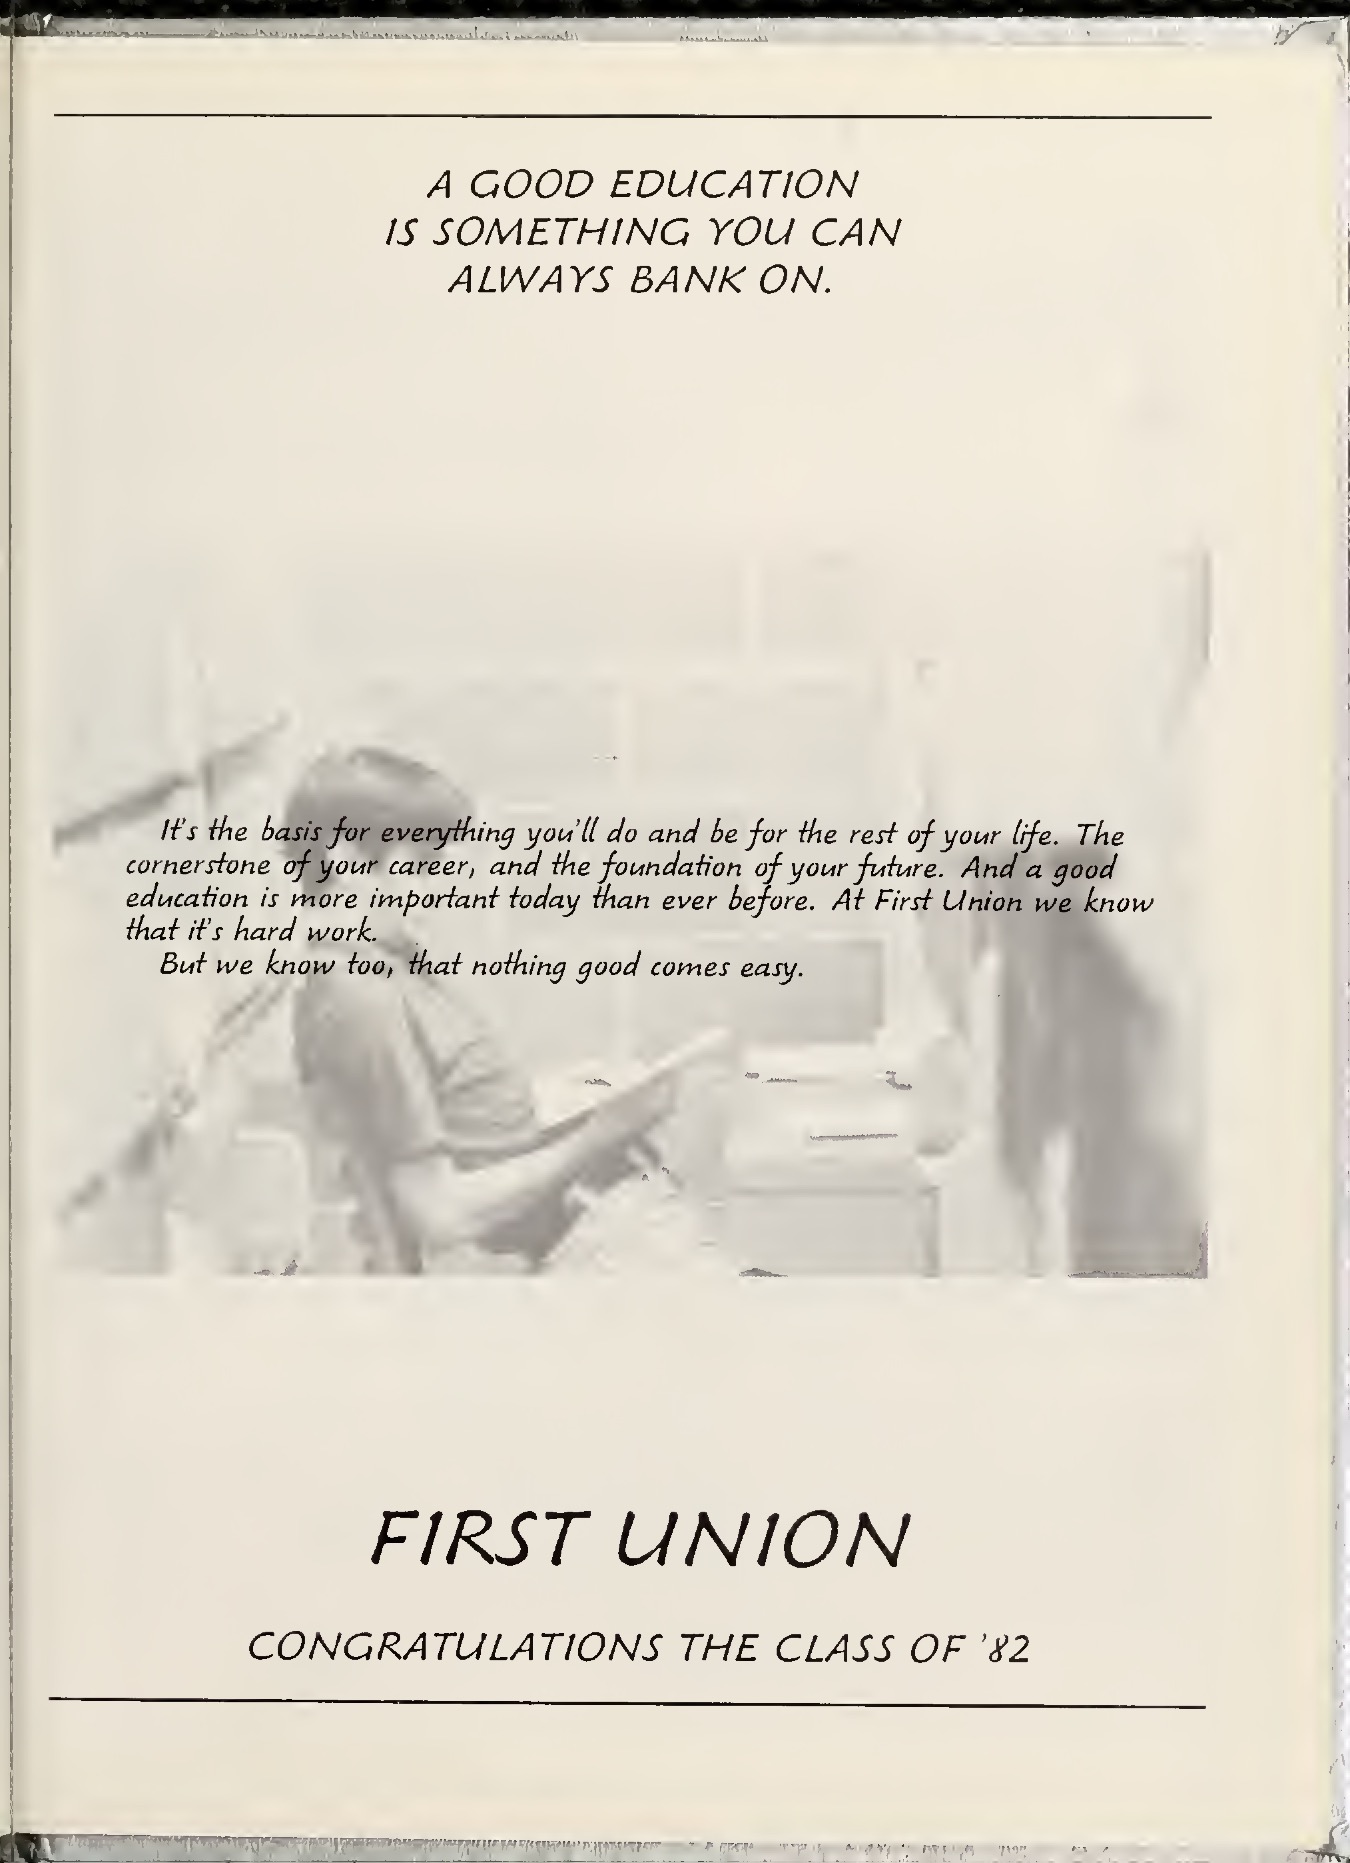 A GOOD EDUCATION
IS SOMETHING YOU CAN
ALWAYS BANK ON.
It's the basis for everything you'll do and be for the rest of your life. The
cornerstone of your career, and the foundation of your future. And a good
education is more important today than ever before. At First Union we know
that it's hard work.
But we know too, that nothing good comes easy.
FIRST UNION
CONGRATULATIONS THE CLASS OF '82